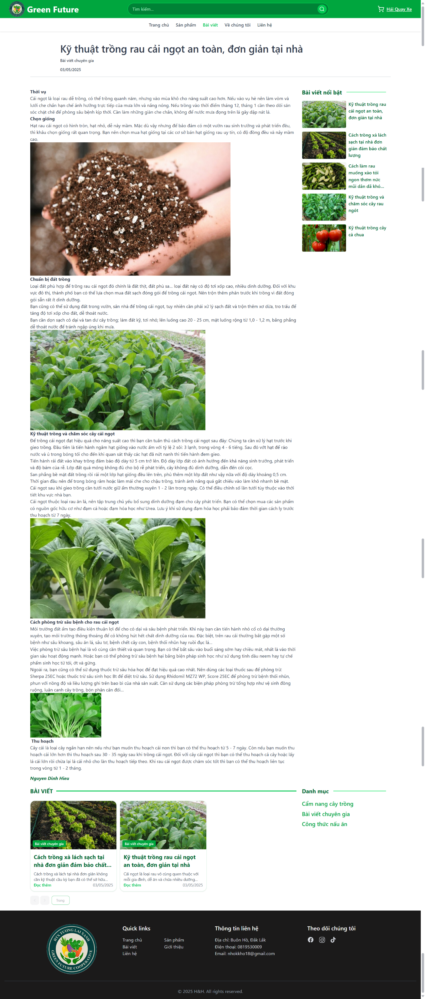 Green Future
Tìm kiếm...
Hải Quay Xe
Trang chủ Sản phẩm Bài viết Về chúng tôi Liên hệ
Kỹ thuật trồng rau cải ngọt an toàn, đơn giản tại nhà
Bài viết chuyên gia
03/05/2025
Thời vụ
Cải ngọt là loại rau dễ trồng, có thể trồng quanh năm, nhưng vào mùa khô cho năng suất cao hơn. Nếu vào vụ hè nên làm vòm và
lưới che chắn hạn chế ảnh hưởng trực tiếp của mưa lớn và nắng nóng. Nếu trồng vào thời điểm tháng 12, tháng 1 cần theo dõi săn
sóc chặt chẽ để phòng sâu bệnh kịp thời. Cần làm những giàn che chắn, không để nước mưa đọng trên lá gây dập nát lá.
Chọn giống
Hạt rau cải ngọt có hình tròn, hạt nhỏ, dễ nảy mầm. Mặc dù vậy nhưng để bảo đảm có một vườn rau sinh trưởng và phát triển đều,
thì khâu chọn giống rất quan trọng. Bạn nên chọn mua hạt giống tại các cơ sở bán hạt giống rau uy tín, có độ đồng đều và nảy mầm
cao.
Chuẩn bị đất trồng
Loại đất phù hợp để trồng rau cải ngọt đó chính là đất thịt, đất phù sa... loại đất này có độ tơi xốp cao, nhiều dinh dưỡng. Đối với khu
vực đô thị, thành phố bạn có thể lựa chọn mua đất sạch đóng gói để trồng cải ngọt. Nên trộn thêm phân trước khi trồng vì đất đóng
gói sẵn rất ít dinh dưỡng.
Bạn cũng có thể sử dụng đất trong vườn, sân nhà để trồng cải ngọt, tuy nhiên cần phải xử lý sạch đất và trộn thêm xơ dừa, tro trấu để
tăng độ tơi xốp cho đất, dễ thoát nước.
Bạn cần dọn sạch cỏ dại và tàn dư cây trồng; làm đất kỹ, tơi nhỏ; lên luống cao 20 - 25 cm, mặt luống rộng từ 1,0 - 1,2 m, bằng phẳng
dễ thoát nước để tránh ngập úng khi mưa.
Kỹ thuật trồng và chăm sóc cây cải ngọt
Để trồng cải ngọt đạt hiệu quả cho năng suất cao thì bạn cần tuân thủ cách trồng cải ngọt sau đây: Chúng ta cần xử lý hạt trước khi
gieo trồng. Đầu tiên là tiến hành ngâm hạt giống vào nước ấm với tỷ lệ 2 sôi: 3 lạnh, trong vòng 4 - 6 tiếng. Sau đó vớt hạt để ráo
nước và ủ trong bóng tối cho đến khi quan sát thấy các hạt đã nứt nanh thì tiến hành đem gieo.
Tiến hành rải đất vào khay trồng đảm bảo độ dày từ 5 cm trở lên. Độ dày lớp đất có ảnh hưởng đến khả năng sinh trưởng, phát triển
và độ bám của rễ. Lớp đất quá mỏng không đủ cho bộ rễ phát triển, cây không đủ dinh dưỡng, dẫn đến còi cọc.
San phẳng bề mặt đất trồng rồi rải một lớp hạt giống đều lên trên, phủ thêm một lớp đất như vậy nữa với độ dày khoảng 0,5 cm.
Thời gian đầu nên để trong bóng râm hoặc làm mái che cho chậu trồng, tránh ánh nắng quá gắt chiếu vào làm khô nhanh bề mặt.
Cải ngọt sau khi gieo trồng cần tưới nước giữ ẩm thường xuyên 1 - 2 lần trong ngày. Có thể điều chỉnh số lần tưới tùy thuộc vào thời
tiết khu vực nhà bạn.
Cải ngọt thuộc loại rau ăn lá, nên tập trung chủ yếu bổ sung dinh dưỡng đạm cho cây phát triển. Bạn có thể chọn mua các sản phẩm
có nguồn gốc hữu cơ như đạm cá hoặc đạm hóa học như Urea. Lưu ý khi sử dụng đạm hóa học phải bảo đảm thời gian cách ly trước
thu hoạch từ 7 ngày.
Cách phòng trừ sâu bệnh cho rau cải ngọt
Môi trường đất ẩm tạo điều kiện thuận lợi để cho cỏ dại và sâu bệnh phát triển. Khi này bạn cần tiến hành nhổ cổ cỏ dại thường
xuyên, tạo môi trường thông thoáng để cỏ không hút hết chất dinh dưỡng của rau. Đặc biệt, trên rau cải thường bắt gặp một số
bệnh như sâu khoang, sâu ăn lá, sâu tơ, bệnh chết cây con, bệnh thối nhũn hay ruồi đục lá...
Việc phòng trừ sâu bệnh hại là vô cùng cần thiết và quan trọng. Bạn có thể bắt sâu vào buổi sáng sớm hay chiều mát, nhất là vào thời
gian sâu hoạt động mạnh. Hoặc bạn có thể phòng trừ sâu bệnh hại bằng biện pháp sinh học như sử dụng tinh dầu neem hay tự chế
phẩm sinh học từ tỏi, ớt và gừng.
Ngoài ra, bạn cũng có thể sử dụng thuốc trừ sâu hóa học để đạt hiệu quả cao nhất. Nên dùng các loại thuốc sau để phòng trừ:
Sherpa 25EC hoặc thuốc trừ sâu sinh học Bt để diệt trừ sâu. Sử dụng Rhidomil MZ72 WP, Score 25EC để phòng trừ bệnh thối nhũn,
phun với nồng độ và liều lượng ghi trên bao bì của nhà sản xuất. Cần sử dụng các biện pháp phòng trừ tổng hợp như vệ sinh đồng
ruộng, luân canh cây trồng, bón phân cân đối...
Thu hoạch
Cây cải là loại cây ngắn hạn nên nếu như bạn muốn thu hoạch cải non thì bạn có thể thu hoạch từ 5 - 7 ngày. Còn nếu bạn muốn thu
hoạch cải lớn hơn thì thu hoạch sau 30 - 35 ngày sau khi trồng cải ngọt. Đối với cây cải ngọt thì bạn có thể thu hoạch cả cây hoặc lấy
lá cải lớn rồi chừa lại lá cải nhỏ cho lần thu hoạch tiếp theo. Khi rau cải ngọt được chăm sóc tốt thì bạn có thể thu hoạch liên tục
trong vòng từ 1 - 2 tháng.
Nguyen Dinh Hieu
Bài viết nổi bật
Kỹ thuật trồng rau
cải ngọt an toàn,
đơn giản tại nhà
Cách trồng xà lách
sạch tại nhà đơn
giản đảm bảo chất
lượng
Cách làm rau
muống xào tỏi
ngon thơm nức
mũi dân dã khó...
Kỹ thuật trồng và
chăm sóc cây rau
ngót
Kỹ thuật trồng cây
cà chua
BÀI VIẾT
Bài viết chuyên gia
Cách trồng xà lách sạch tại
nhà đơn giản đảm bảo chất...
Cách trồng xà lách tại nhà đơn giản không
cần kỹ thuật cầu kỳ bạn đã có thể sở hữu...
Đọc thêm 03/05/2025
Bài viết chuyên gia
Kỹ thuật trồng rau cải ngọt
an toàn, đơn giản tại nhà
Cải ngọt là loại rau vô cùng quen thuộc với
mỗi gia đình, dễ ăn và chứa nhiều dưỡng...
Đọc thêm 03/05/2025
Trang
Danh mục
Cẩm nang cây trồng
Bài viết chuyên gia
Công thức nấu ăn
HTX TƯƠNG LAI XANH
GREEN FUTURE COOPERATIVE
Quick links
Trang chủ Sản phẩm
Bài viết Giới thiệu
Liên hệ
Thông tin liên hệ
Địa chỉ: Buôn Hồ, Đắk Lắk
Điện thoại: 0819530009
Email: nhokkho18@gmail.com
Theo dõi chúng tôi
© 2025 H&H. All rights reserved.